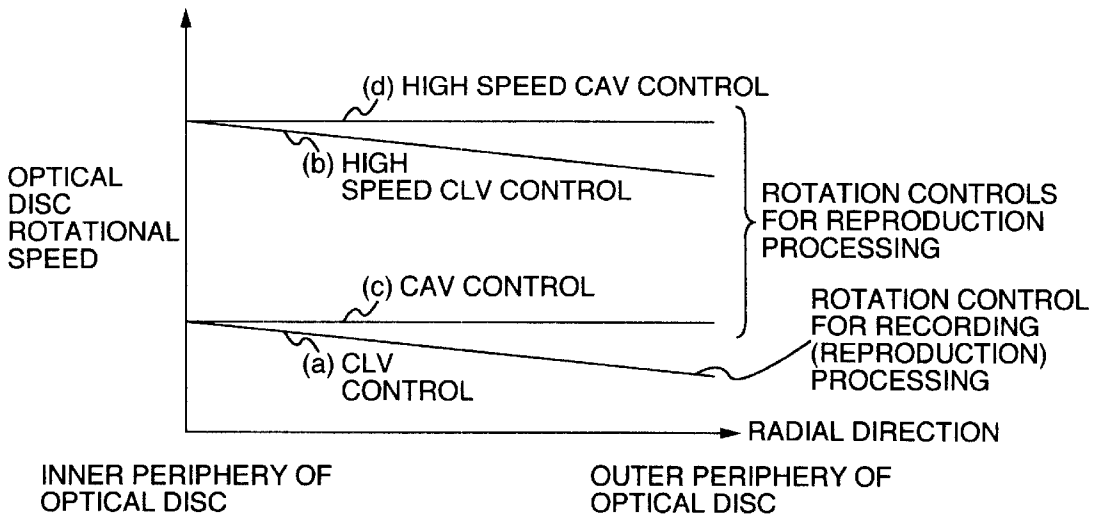 (d) HIGH SPEED CAV CONTROL
(b) HIGH
SPEED CLV CONTROL
OPTICAL
DISC
ROTATIONAL
SPEED
ROTATION CONTROLS
FOR REPRODUCTION
PROCESSING
(c) CAV CONTROL
ROTATION CONTROL
FOR RECORDING
(REPRODUCTION)
PROCESSING
(a) CLV
CONTROL
RADIAL DIRECTION
INNER PERIPHERY OF
OPTICAL DISC
OUTER PERIPHERY OF
OPTICAL DISC